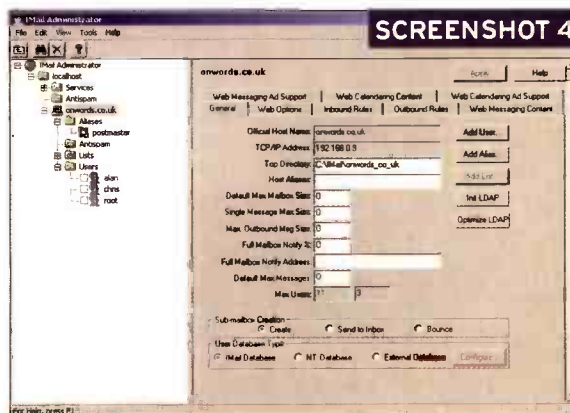 IMail Administrator
SCREENSHOT 4
File Edit View Tools Help
IMail Administrator
localhost
Services
Antispam
onwords.co.uk
Aliases
postmaster
Antispam
Lists
Users
alan
chris
root
onwords.co.uk
Apply
Help
Web Messaging Ad Support
Web Calendaring Content
Web Calendaring Ad Support
General
Web Options
Inbound Rules
Outbound Rules
Web Messaging Content
Official Host Name: onwords.co.uk
Add User...
TCP/IP Address: 192.168.0.9
Add Alias...
Top Directory: C:\IMail\onwords_co_uk
Host Aliases:
Add List...
Default Max Mailbox Size: 0
Init LDAP
Single Message Max Size: 0
Max. Outbound Msg Size: 0
Optimize LDAP
Full Mailbox Notify %: 0
Full Mailbox Notify Address:
Default Max Messages: 0
Max Users: 11 3
Sub-mailbox Creation
Create
Send to Inbox
Bounce
User Database Type
IMail Database
NT Database
External Database
Configure...
For Help, press F1